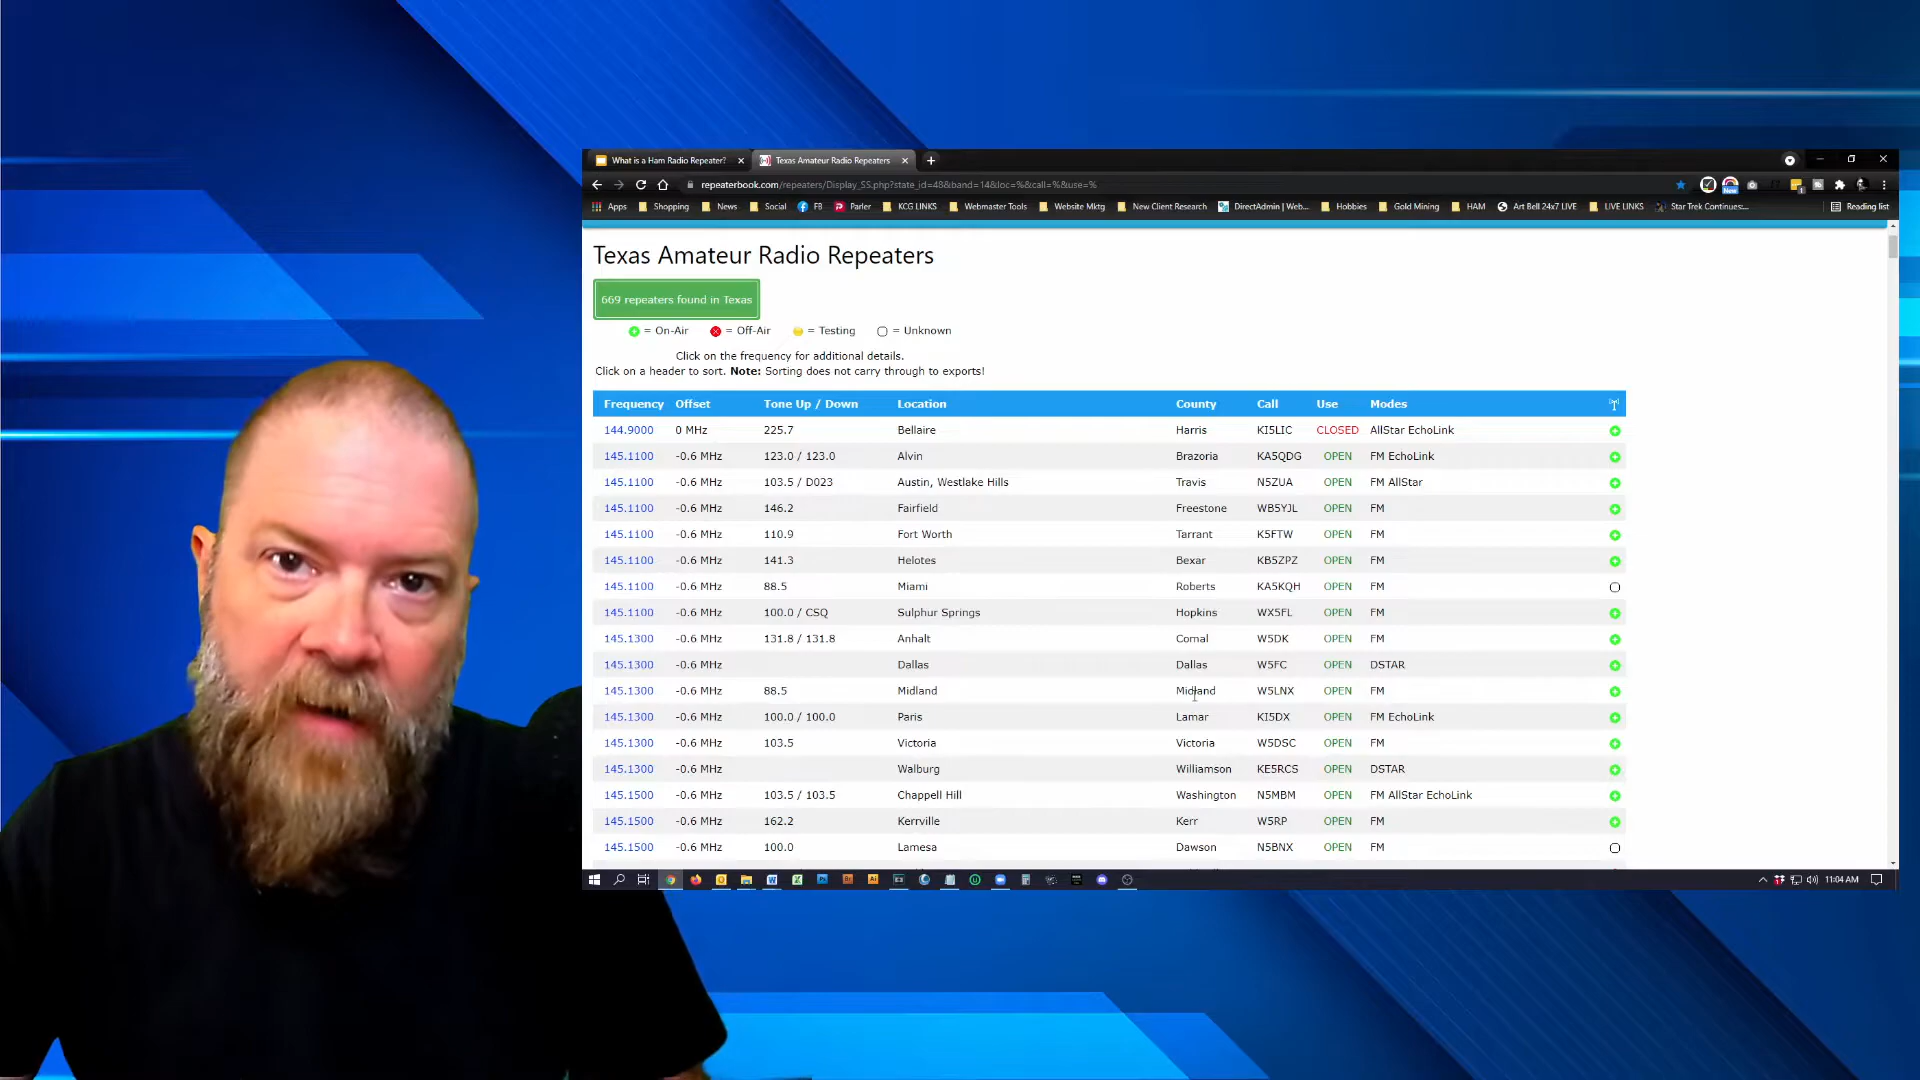 What is a Ham Radio Repeater? Texas Amateur Radio Repeaters
repeaterbook.com/repeaters/Display_SS.php?state_id=48&band=14&loc=%&call=%&use=%
Apps Shopping News Social FB Parler KCG LINKS Webmaster Tools Website Mktg New Client Research DirectAdmin | Web... Hobbies Gold Mining HAM Art Bell 24x7 LIVE LIVE LINKS Star Trek Continues:... Reading list
Texas Amateur Radio Repeaters
669 repeaters found in Texas
= On-Air = Off-Air = Testing = Unknown
Click on the frequency for additional details.
Click on a header to sort. Note: Sorting does not carry through to exports!
Frequency Offset Tone Up / Down Location County Call Use Modes
144.9000 0 MHz 225.7 Bellaire Harris KI5LIC CLOSED AllStar EchoLink
145.1100 -0.6 MHz 123.0 / 123.0 Alvin Brazoria KA5QDG OPEN FM EchoLink
145.1100 -0.6 MHz 103.5 / D023 Austin, Westlake Hills Travis N5ZUA OPEN FM AllStar
145.1100 -0.6 MHz 146.2 Fairfield Freestone WB5YJL OPEN FM
145.1100 -0.6 MHz 110.9 Fort Worth Tarrant K5FTW OPEN FM
145.1100 -0.6 MHz 141.3 Helotes Bexar KB5ZPZ OPEN FM
145.1100 -0.6 MHz 88.5 Miami Roberts KA5KQH OPEN FM
145.1100 -0.6 MHz 100.0 / CSQ Sulphur Springs Hopkins WX5FL OPEN FM
145.1300 -0.6 MHz 131.8 / 131.8 Anhalt Comal W5DK OPEN FM
145.1300 -0.6 MHz Dallas Dallas W5FC OPEN DSTAR
145.1300 -0.6 MHz 88.5 Midland Midland W5LNX OPEN FM
145.1300 -0.6 MHz 100.0 / 100.0 Paris Lamar KI5DX OPEN FM EchoLink
145.1300 -0.6 MHz 103.5 Victoria Victoria W5DSC OPEN FM
145.1300 -0.6 MHz Walburg Williamson KE5RCS OPEN DSTAR
145.1500 -0.6 MHz 103.5 / 103.5 Chappell Hill Washington N5MBM OPEN FM AllStar EchoLink
145.1500 -0.6 MHz 162.2 Kerrville Kerr W5RP OPEN FM
145.1500 -0.6 MHz 100.0 Lamesa Dawson N5BNX OPEN FM
11:04 AM